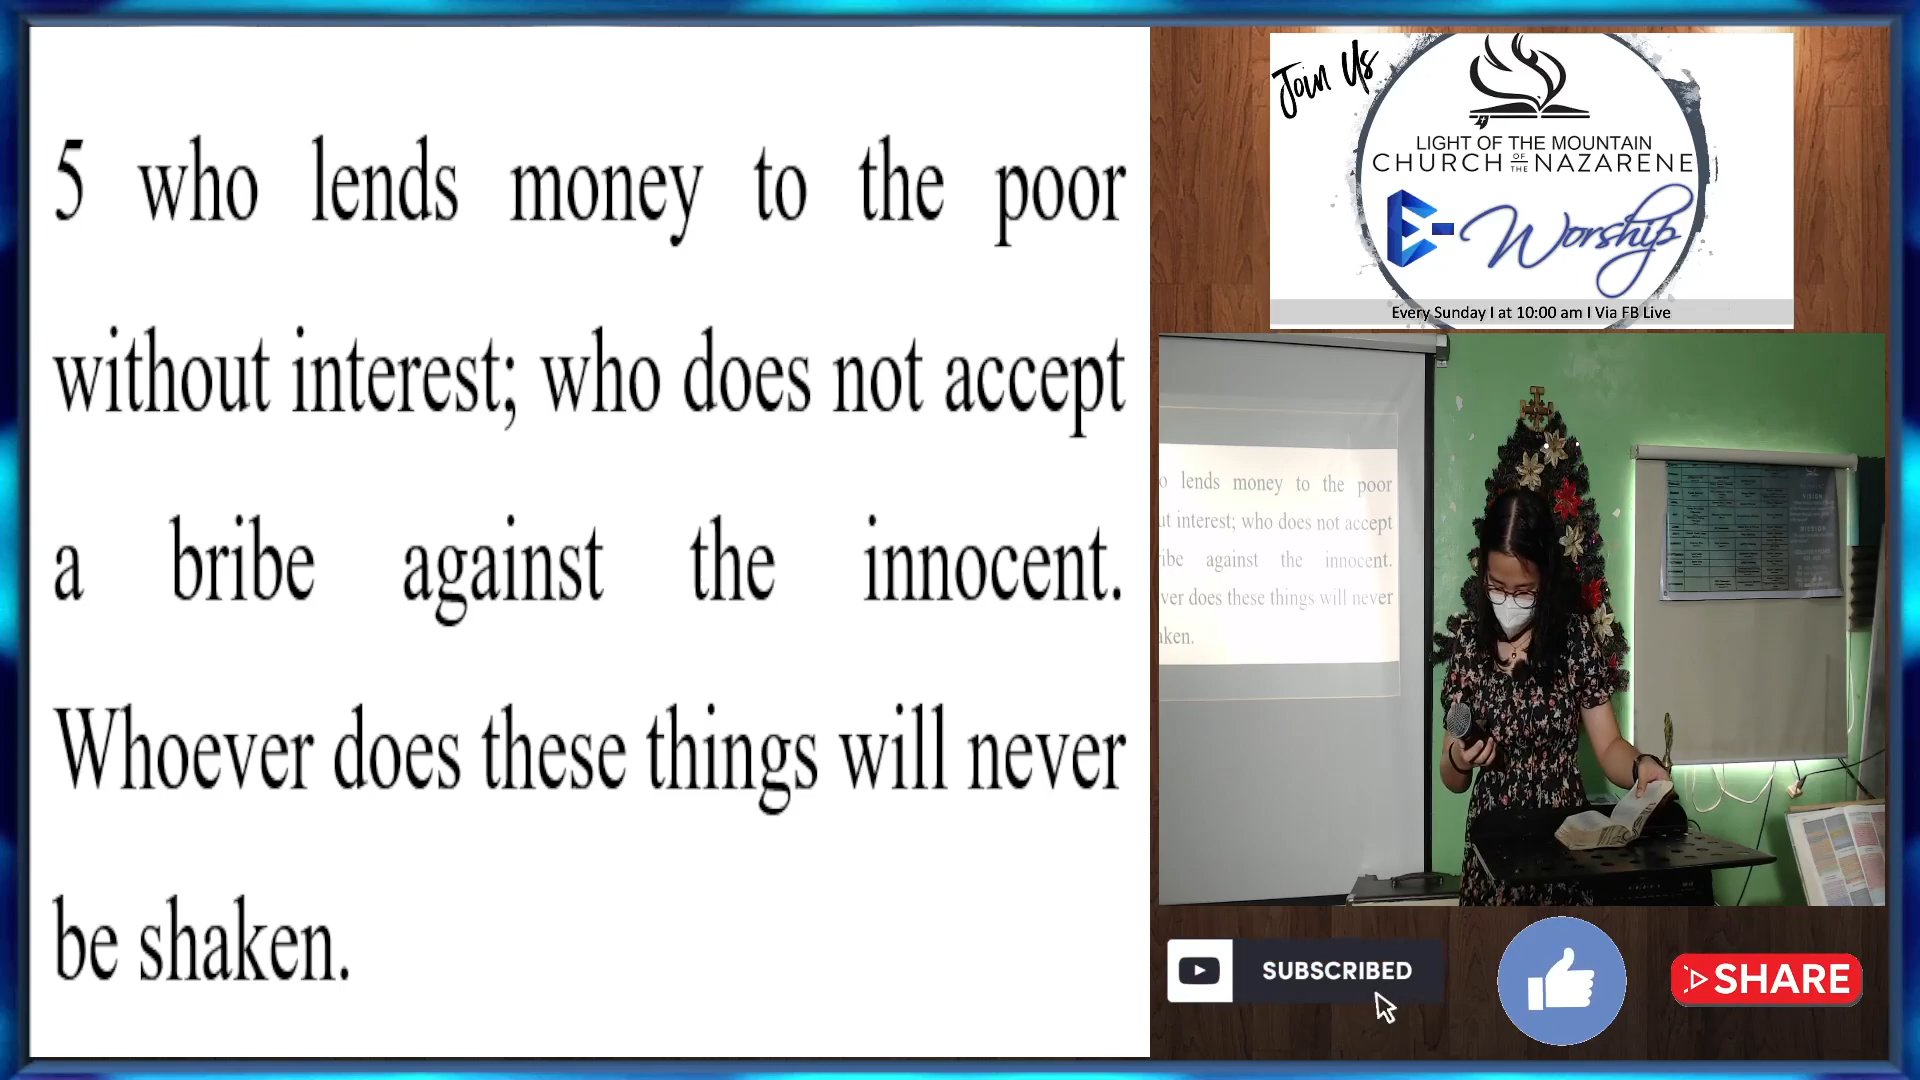 5 who lends money to the poor
without interest; who does not accept
a bribe against the innocent.
Whoever does these things will never
be shaken.
Join Us
LIGHT OF THE MOUNTAIN
CHURCH OF THE NAZARENE
E-Worship
Every Sunday I at 10:00 am I Via FB Live
lends money to the poor
interest; who does not accept
against the innocent.
does these things will never
SUBSCRIBED
SHARE